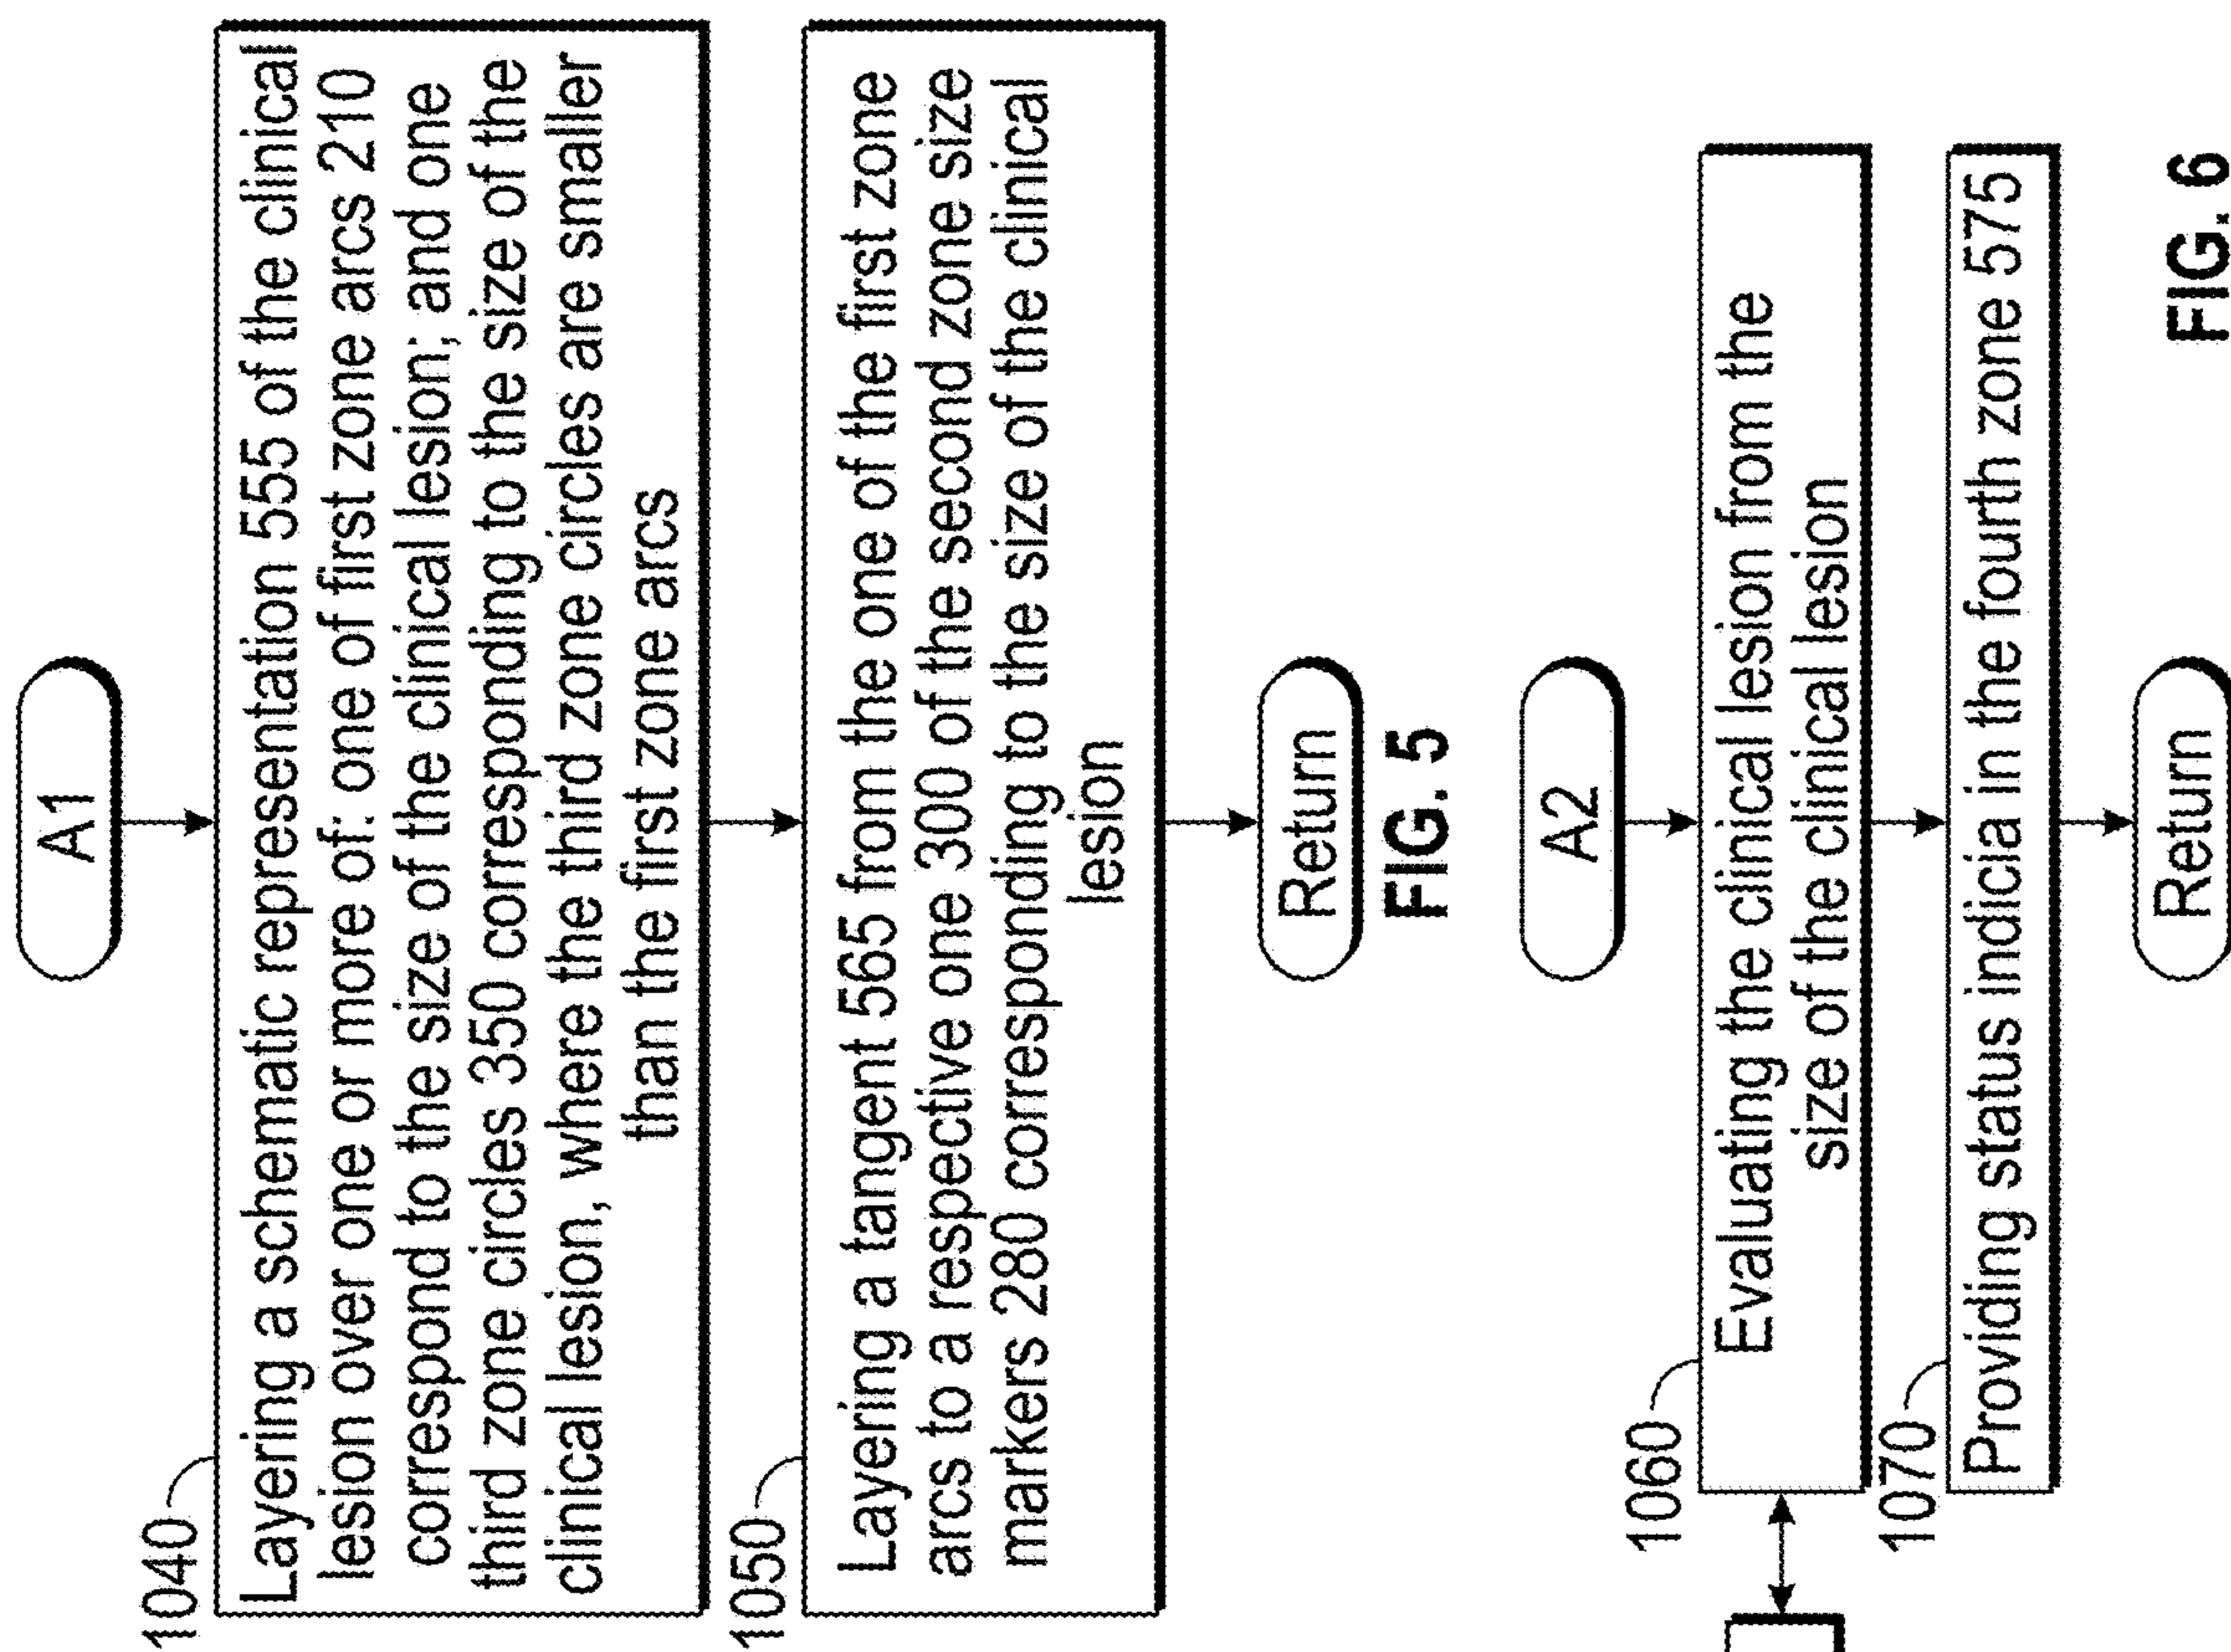 A1
1040
Layering a schematic representation 555 of the clinical
lesion over one or more of: one of first zone arcs 210
correspond to the size of the clinical lesion; and one
third zone circles 350 corresponding to the size of the
clinical lesion, where the third zone circles are smaller
than the first zone arcs
1050
Layering a tangent 565 from the one of the first zone
arcs to a respective one 300 of the second zone size
markers 280 corresponding to the size of the clinical
lesion
Return
FIG. 5
A2
1060
Evaluating the clinical lesion from the
size of the clinical lesion
1070
Providing status indicia in the fourth zone 575
Return
FIG. 6